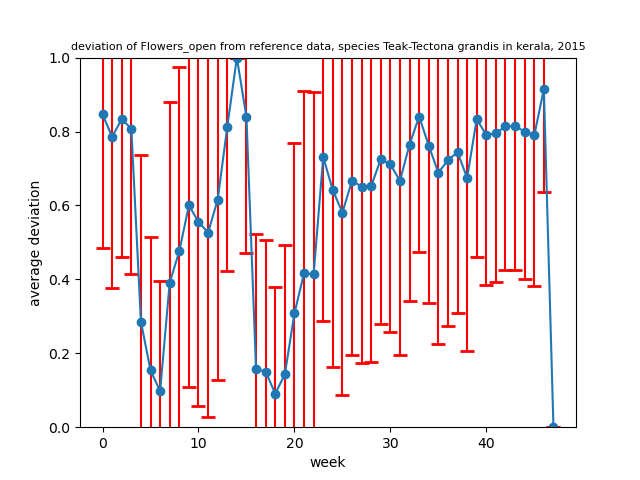 deviation of Flowers_open from reference data, species Teak-Tectona grandis in kerala, 2015
1.0
0.8
0.6
0.4
0.2
0.0
average deviation
0 10 20 30 40
week